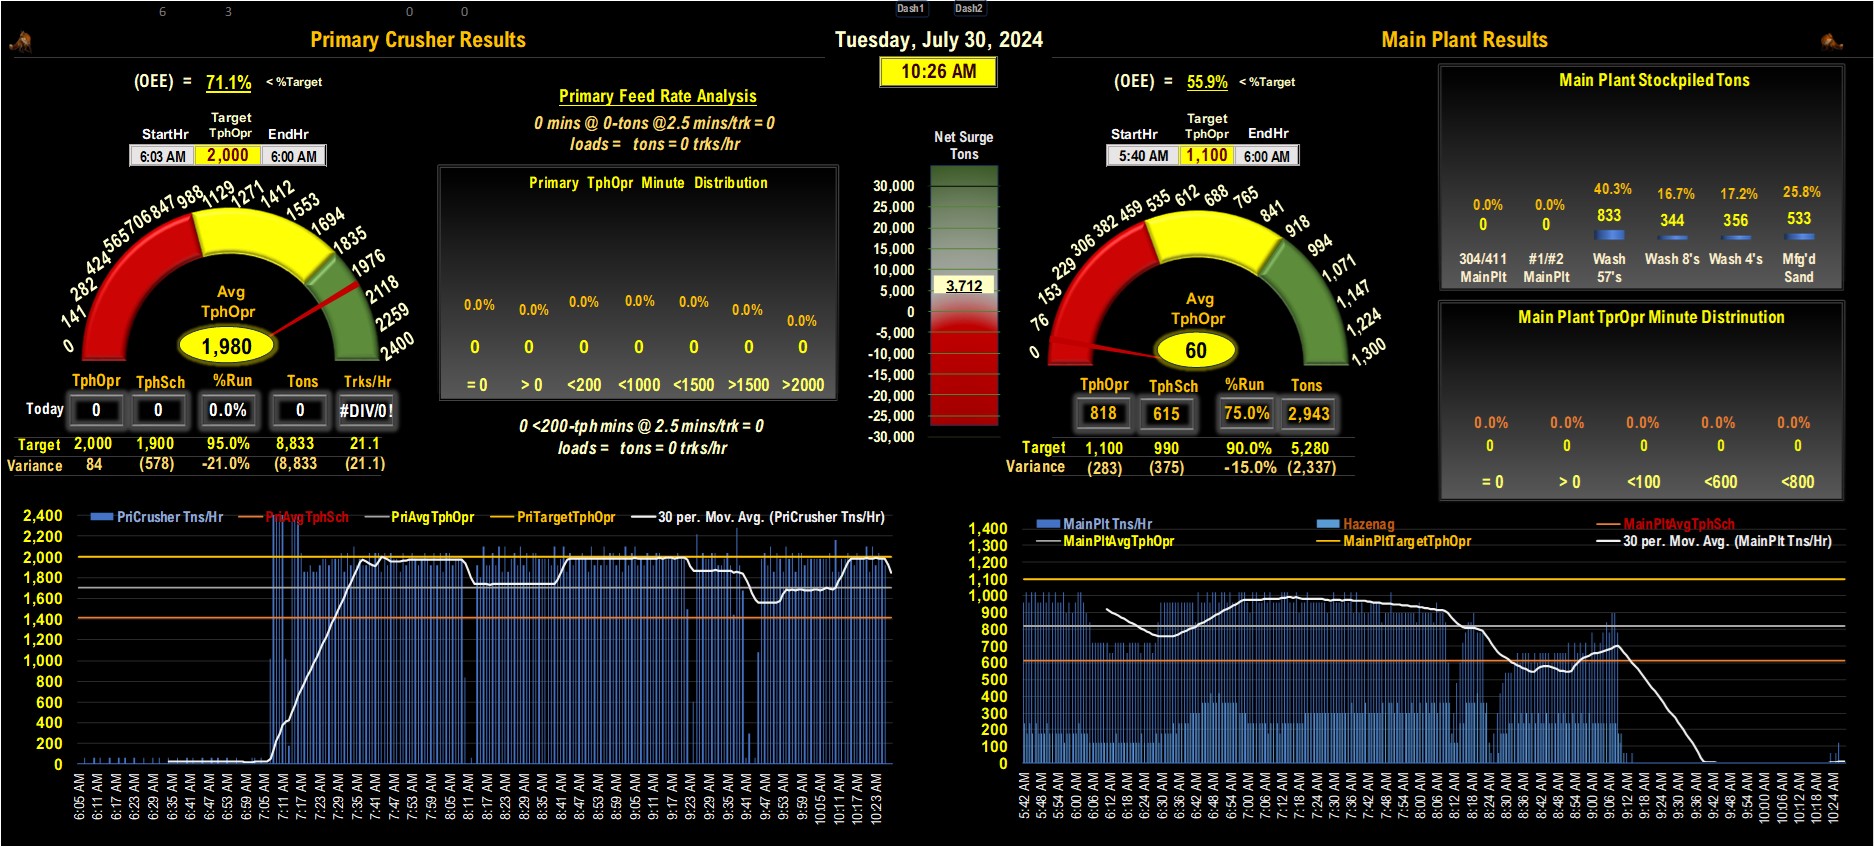 6 3 0 0 Dash1 Dash2
Primary Crusher Results
Tuesday, July 30, 2024
Main Plant Results
10:26 AM
(OEE) = 71.1% < %Target
Target
StartHr TphOpr EndHr
6:03 AM 2,000 6:00 AM
0 141 282 424 565 706 847 988 1129 1271 1412 1553 1694 1835 1976 2118 2259 2400
Avg
TphOpr
1,980
TphOpr TphSch %Run Tons Trks/Hr
Today 0 0 0.0% 0 #DIV/0!
Target 2,000 1,900 95.0% 8,833 21.1
Variance 84 (578) -21.0% (8,833 (21.1)
Primary Feed Rate Analysis
0 mins @ 0-tons @2.5 mins/trk = 0
loads = tons = 0 trks/hr
Primary TphOpr Minute Distribution
0.0% 0.0% 0.0% 0.0% 0.0% 0.0% 0.0%
0 0 0 0 0 0 0
= 0 > 0 <200 <1000 <1500 >1500 >2000
0 <200-tph mins @ 2.5 mins/trk = 0
loads = tons = 0 trks/hr
Net Surge
Tons
30,000
25,000
20,000
15,000
10,000
5,000
0
-5,000
-10,000
-15,000
-20,000
-25,000
-30,000
3,712
(OEE) = 55.9% < %Target
Target
StartHr TphOpr EndHr
5:40 AM 1,100 6:00 AM
0 76 153 229 306 382 459 535 612 688 765 841 918 994 1,071 1,147 1,224 1,300
Avg
TphOpr
60
TphOpr TphSch %Run Tons
818 615 75.0% 2,943
Target 1,100 990 90.0% 5,280
Variance (283) (375) -15.0% (2,337)
Main Plant Stockpiled Tons
0.0% 0.0% 40.3% 16.7% 17.2% 25.8%
0 0 833 344 356 533
304/411 #1/#2 Wash Wash 8's Wash 4's Mfg'd
MainPlt MainPlt 57's Sand
Main Plant TprOpr Minute Distrinution
0.0% 0.0% 0.0% 0.0% 0.0%
0 0 0 0 0
= 0 > 0 <100 <600 <800
PriCrusher Tns/Hr PriAvgTphSch PriAvgTphOpr PriTargetTphOpr 30 per. Mov. Avg. (PriCrusher Tns/Hr)
2,400
2,200
2,000
1,800
1,600
1,400
1,200
1,000
800
600
400
200
0
6:05 AM 6:11 AM 6:17 AM 6:23 AM 6:29 AM 6:35 AM 6:41 AM 6:47 AM 6:53 AM 6:59 AM 7:05 AM 7:11 AM 7:17 AM 7:23 AM 7:29 AM 7:35 AM 7:41 AM 7:47 AM 7:53 AM 7:59 AM 8:05 AM 8:11 AM 8:17 AM 8:23 AM 8:29 AM 8:35 AM 8:41 AM 8:47 AM 8:53 AM 8:59 AM 9:05 AM 9:11 AM 9:17 AM 9:23 AM 9:29 AM 9:35 AM 9:41 AM 9:47 AM 9:53 AM 9:59 AM 10:05 AM 10:11 AM 10:17 AM 10:23 AM
MainPlt Tns/Hr Hazenag MainPltAvgTphSch
MainPltAvgTphOpr MainPltTargetTphOpr 30 per. Mov. Avg. (MainPlt Tns/Hr)
1,400
1,300
1,200
1,100
1,000
900
800
700
600
500
400
300
200
100
0
5:42 AM 5:48 AM 5:54 AM 6:00 AM 6:06 AM 6:12 AM 6:18 AM 6:24 AM 6:30 AM 6:36 AM 6:42 AM 6:48 AM 6:54 AM 7:00 AM 7:06 AM 7:12 AM 7:18 AM 7:24 AM 7:30 AM 7:36 AM 7:42 AM 7:48 AM 7:54 AM 8:00 AM 8:06 AM 8:12 AM 8:18 AM 8:24 AM 8:30 AM 8:36 AM 8:42 AM 8:48 AM 8:54 AM 9:00 AM 9:06 AM 9:12 AM 9:18 AM 9:24 AM 9:30 AM 9:36 AM 9:42 AM 9:48 AM 9:54 AM 10:00 AM 10:06 AM 10:12 AM 10:18 AM 10:24 AM